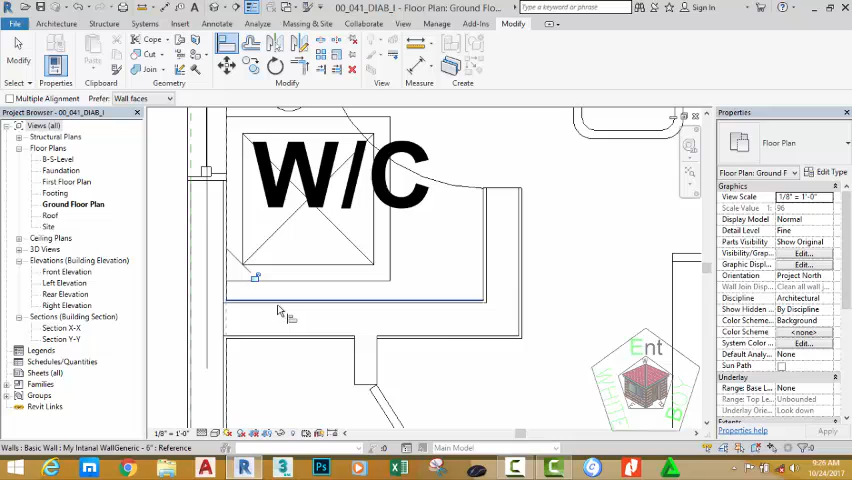 00_041_DIAB_I - Floor Plan: Ground Flo...
Type a keyword or phrase
Sign In
File Architecture Structure Systems Insert Annotate Analyze Massing & Site Collaborate View Manage Add-Ins Modify
Modify
Select
Properties
Paste
Clipboard
Cope
Cut
Join
Geometry
Modify
View
Measure
Create
Multiple Alignment Prefer: Wall faces
Project Browser - 00_041_DIAB_I
Views (all)
Structural Plans
Floor Plans
B-S-Level
Foundation
First Floor Plan
Footing
Ground Floor Plan
Roof
Site
Ceiling Plans
3D Views
Elevations (Building Elevation)
Front Elevation
Left Elevation
Rear Elevation
Right Elevation
Sections (Building Section)
Section X-X
Section Y-Y
Legends
Schedules/Quantities
Sheets (all)
Families
Groups
Revit Links
W/C
Properties
Floor Plan
Floor Plan: Ground F
Edit Type
Graphics
View Scale 1/8" = 1'-0"
Scale Value 1: 96
Display Model Normal
Detail Level Fine
Parts Visibility Show Original
Visibility/Grap... Edit...
Graphic Displ... Edit...
Orientation Project North
Wall Join Displ... Clean all wall j...
Discipline Architectural
Show Hidden ... By Discipline
Color Scheme... Background
Color Scheme <none>
System Color ... Edit...
Default Analy... None
Sun Path
Underlay
Range: Base L... None
Range: Top Le... Unbounded
Underlay Orie... Look down
Extents
Properties help
Apply
Ent
WHITE
BOY
1/8" = 1'-0"
Walls : Basic Wall : My Intanal WallGeneric - 6" : Reference
:0
Main Model
:0
9:26 AM
10/24/2017